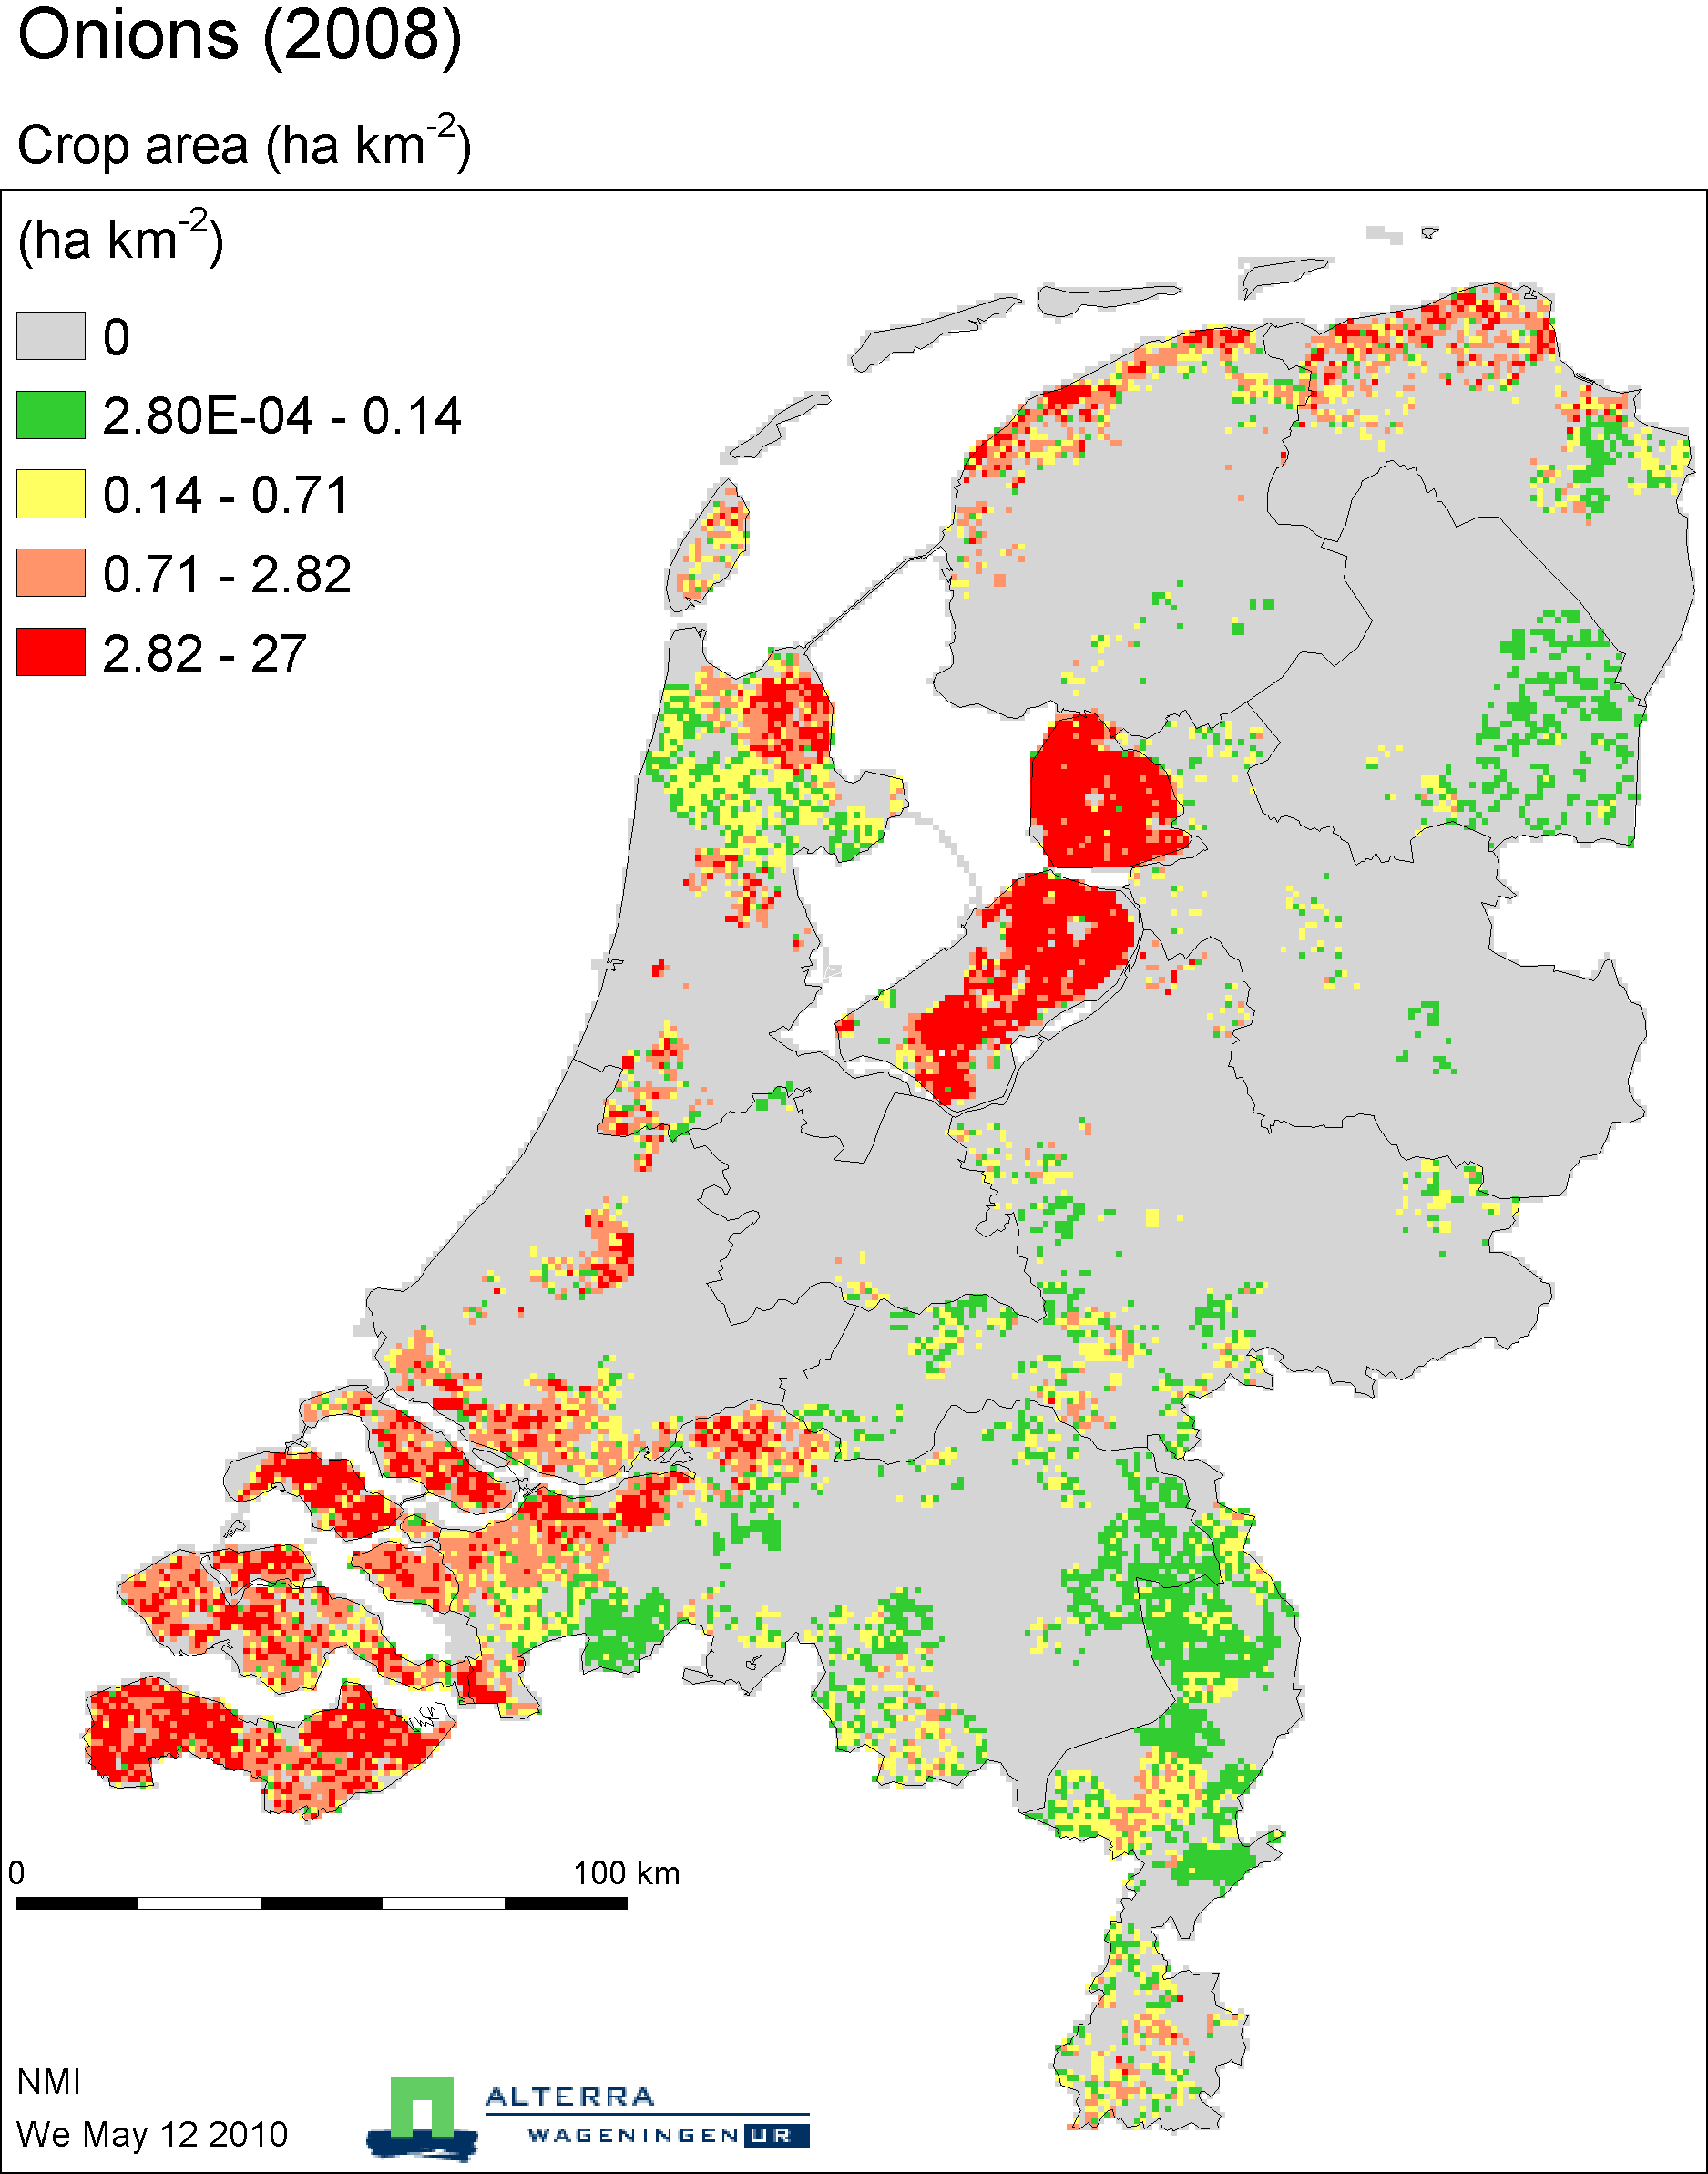 Onions (2008)
Crop area (ha km-2)
(ha km-2)
0
2.80E-04 - 0.14
0.14 - 0.71
0.71 - 2.82
2.82 - 27
0 100 km
NMI
We May 12 2010
ALTERRA
WAGENINGEN UR